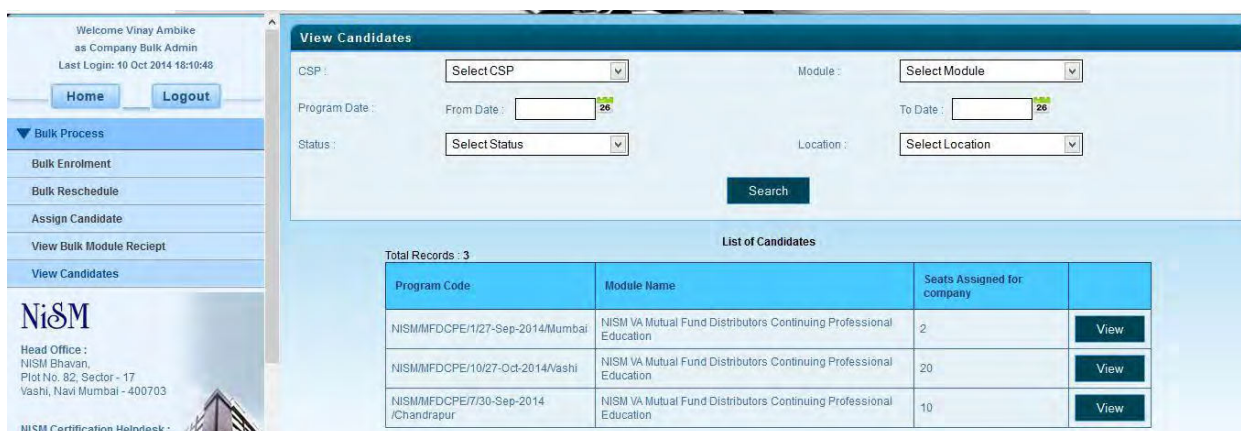 Welcome Vinay Ambike
as Company Bulk Admin
Last Login: 10 Oct 2014 18:10:48
Home Logout
Bulk Process
Bulk Enrolment
Bulk Reschedule
Assign Candidate
View Bulk Module Reciept
View Candidates
NiSM
Head Office :
NISM Bhavan,
Plot No. 82, Sector - 17
Vashi, Navi Mumbai - 400703
NISM Certification Helpdesk :
View Candidates
CSP : Select CSP Module : Select Module
Program Date : From Date : 26 To Date : 26
Status : Select Status Location : Select Location
Search
List of Candidates
Total Records : 3
Program Code Module Name Seats Assigned for
company
NISM/MFDCPE/1/27-Sep-2014/Mumbai NISM VA Mutual Fund Distributors Continuing Professional
Education 2 View
NISM/MFDCPE/10/27-Oct-2014/Vashi NISM VA Mutual Fund Distributors Continuing Professional
Education 20 View
NISM/MFDCPE/7/30-Sep-2014
/Chandrapur NISM VA Mutual Fund Distributors Continuing Professional
Education 10 View